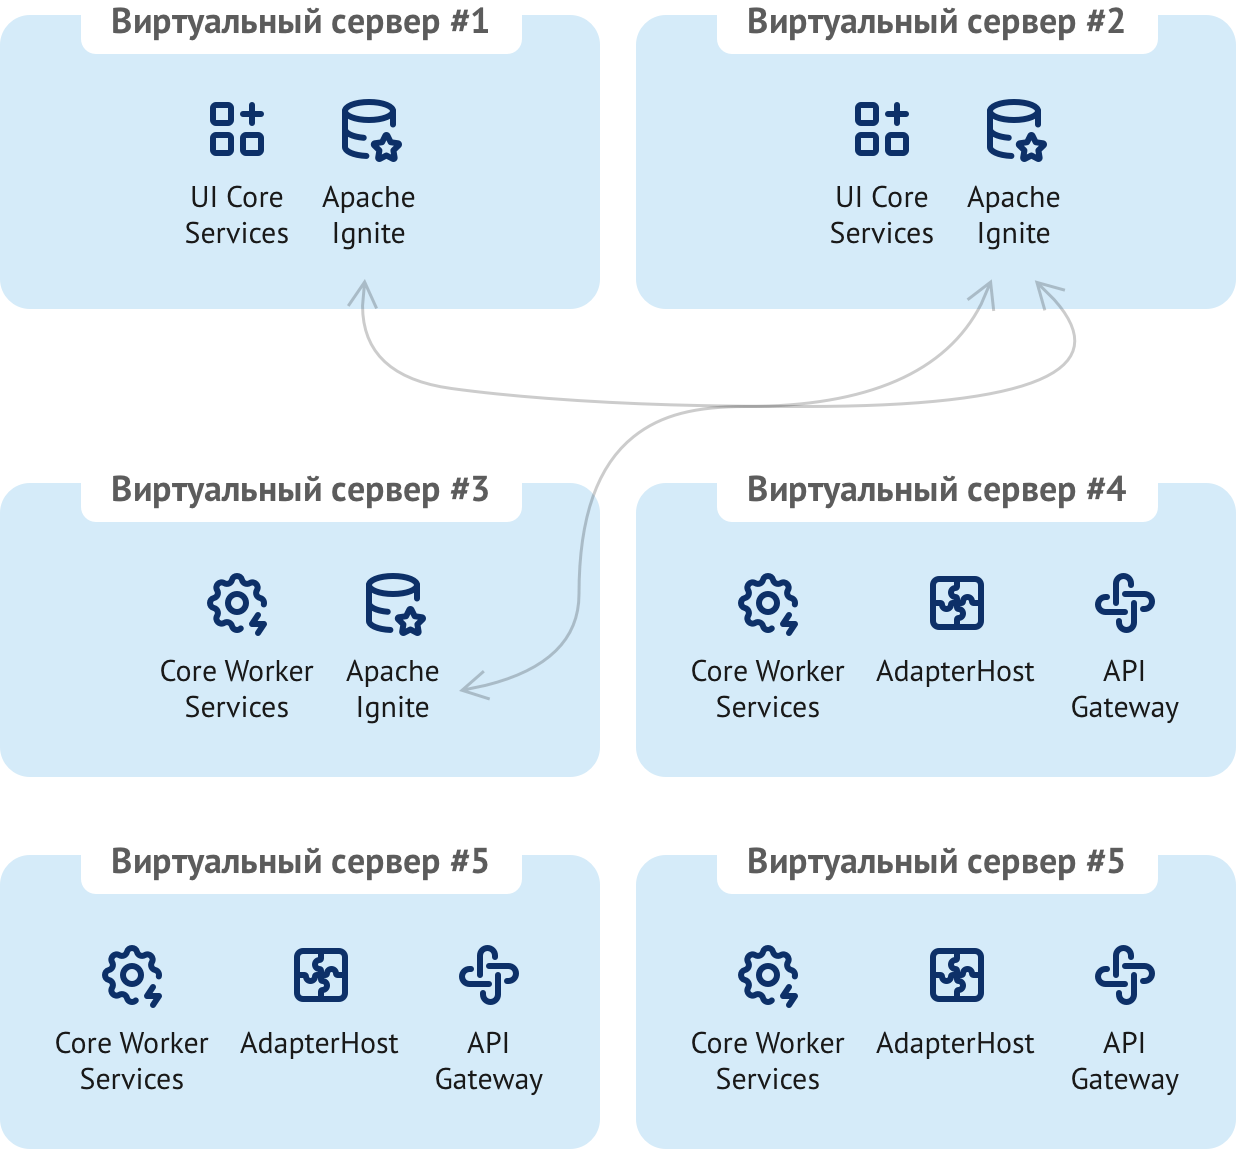 Виртуальный сервер #1
UI Core
Services
Apache
Ignite
Виртуальный сервер #2
UI Core
Services
Apache
Ignite
Виртуальный сервер #3
Core Worker
Services
Apache
Ignite
Виртуальный сервер #4
Core Worker
Services
AdapterHost
API
Gateway
Виртуальный сервер #5
Core Worker
Services
AdapterHost
API
Gateway
Виртуальный сервер #5
Core Worker
Services
AdapterHost
API
Gateway